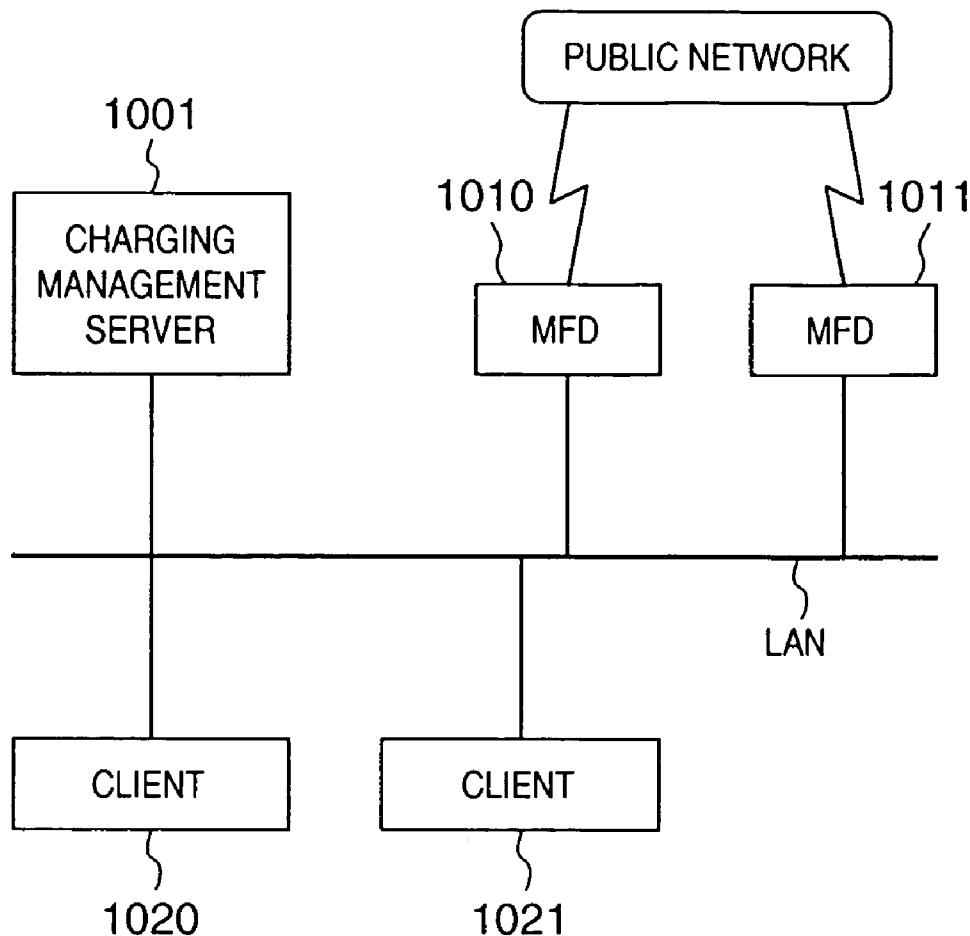 PUBLIC NETWORK
1001
CHARGING
MANAGEMENT
SERVER
1010
1011
MFD
MFD
LAN
CLIENT
CLIENT
1020
1021